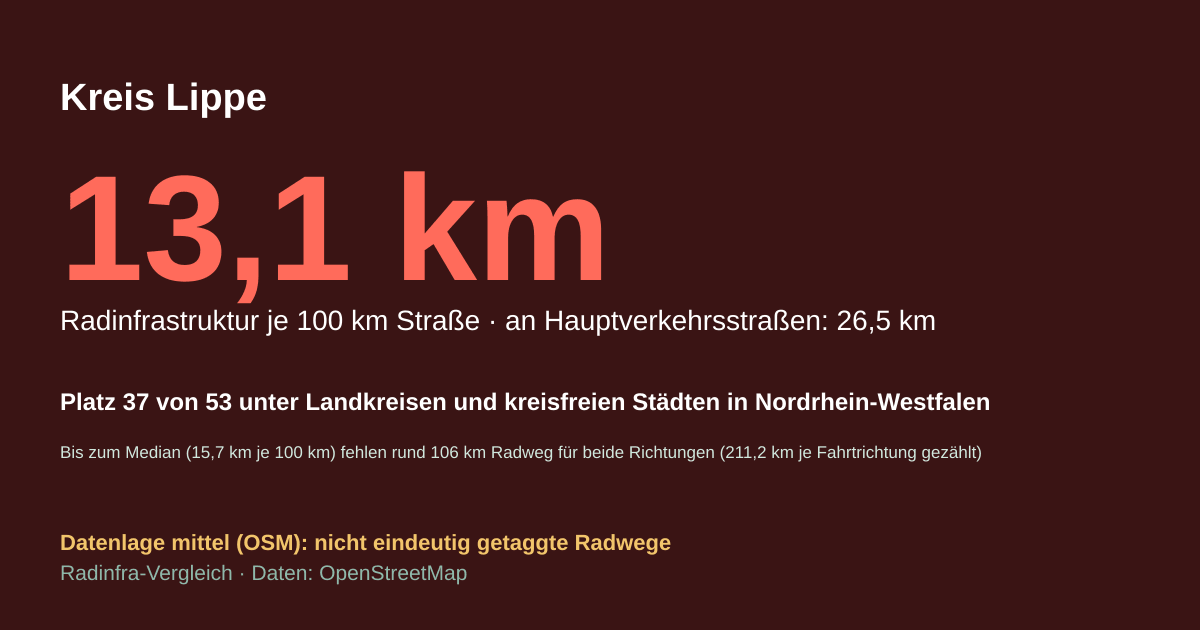 Kreis Lippe
13,1 km
Radinfrastruktur je 100 km Straße · an Hauptverkehrsstraßen: 26,5 km
Platz 37 von 53 unter Landkreisen und kreisfreien Städten in Nordrhein-Westfalen
Bis zum Median (15,7 km je 100 km) fehlen rund 106 km Radweg für beide Richtungen (211,2 km je Fahrtrichtung gezählt)
Datenlage mittel (OSM): nicht eindeutig getaggte Radwege
Radinfra-Vergleich · Daten: OpenStreetMap